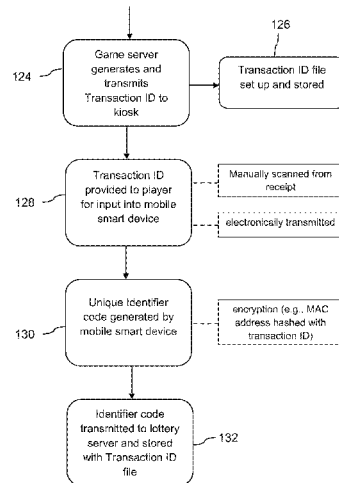 126
124
Game server
generates and
transmits
Transaction ID to
kiosk
Transaction ID file
set up and stored
128
Transaction ID
provided to player
for input into mobile
smart device
Manually scanned from
receipt
electronically transmitted
130
Unique Identifier
code generated by
mobile smart device
encryption (e.g., MAC
address hashed with
transaction ID)
Identifier code
transmitted to lottery
server and stored
with Transaction ID
file
132